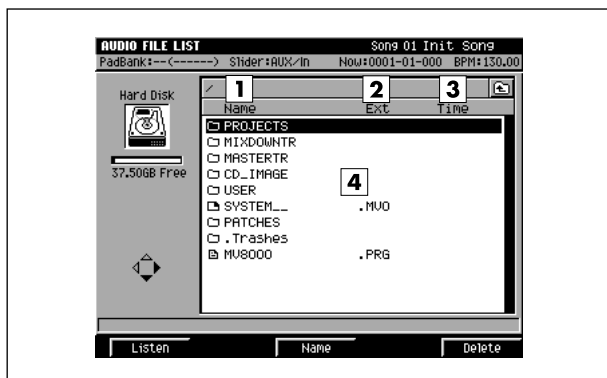 AUDIO FILE LIST Song 01 Init Song
PadBank:--(------) Slider:AUX/In Now:0001-01-000 BPM:130.00
/ 1 2 3
Hard Disk
Name Ext Time
PROJECTS
MIXDOWNTR
MASTERTR
37.50GB Free
CD_IMAGE
4
USER
SYSTEM__ .MV0
PATCHES
.Trashes
MV8000 .PRG
Listen Name Delete